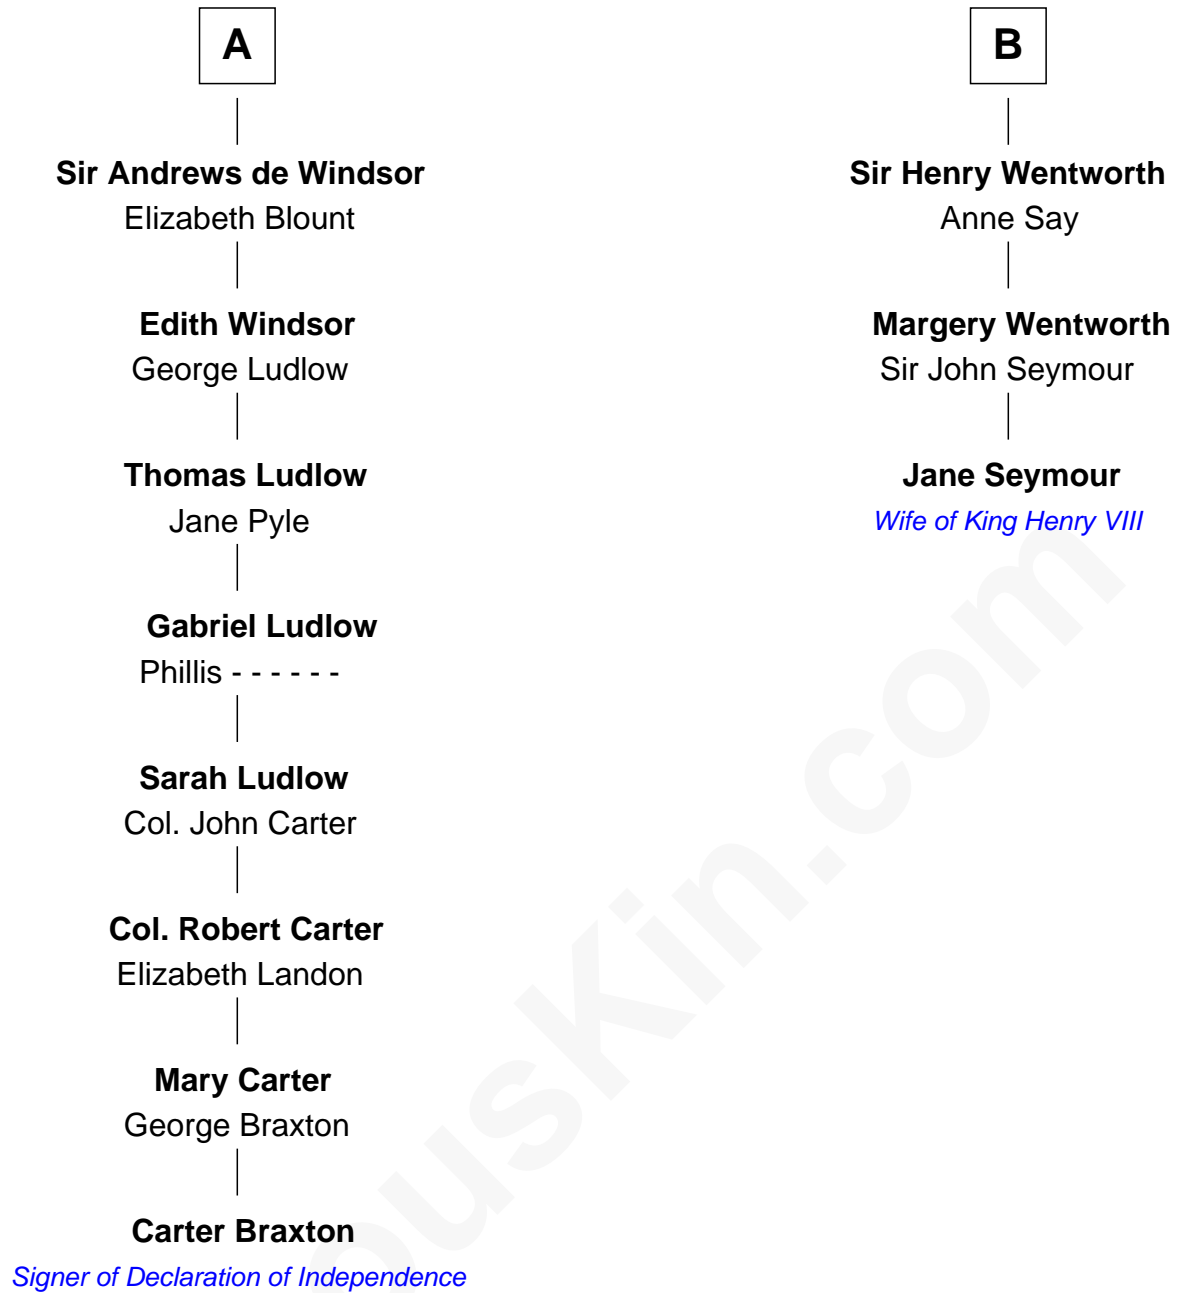 A
Sir Andrews de Windsor
Elizabeth Blount
Edith Windsor
George Ludlow
Thomas Ludlow
Jane Pyle
Gabriel Ludlow
Phillis - - - - - -
Sarah Ludlow
Col. John Carter
Col. Robert Carter
Elizabeth Landon
Mary Carter
George Braxton
Carter Braxton
Signer of Declaration of Independence
B
Sir Henry Wentworth
Anne Say
Margery Wentworth
Sir John Seymour
Jane Seymour
Wife of King Henry VIII
ousKin.com